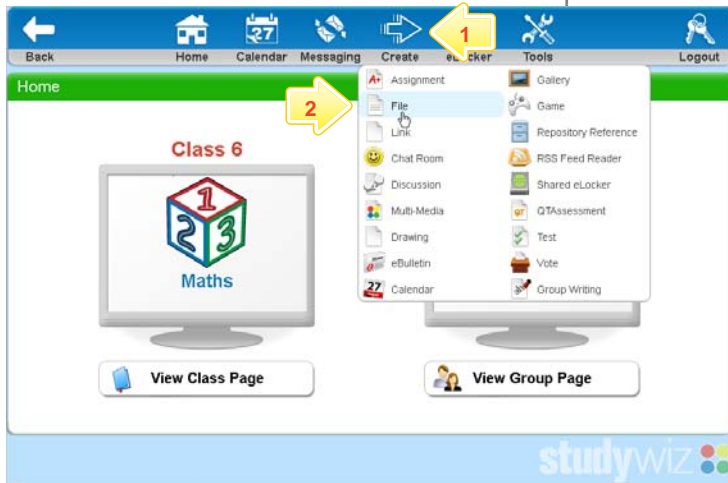 Back Home Calendar Messaging Create eLocker Tools Logout
27
1
Home
2
A+ Assignment
File
Link
Chat Room
Discussion
Multi-Media
Drawing
eBulletin
27 Calendar
Gallery
Game
Repository Reference
RSS Feed Reader
Shared eLocker
QT QTAssessment
Test
Vote
Group Writing
Class 6
1
2 3
Maths
View Class Page
View Group Page
studywiz